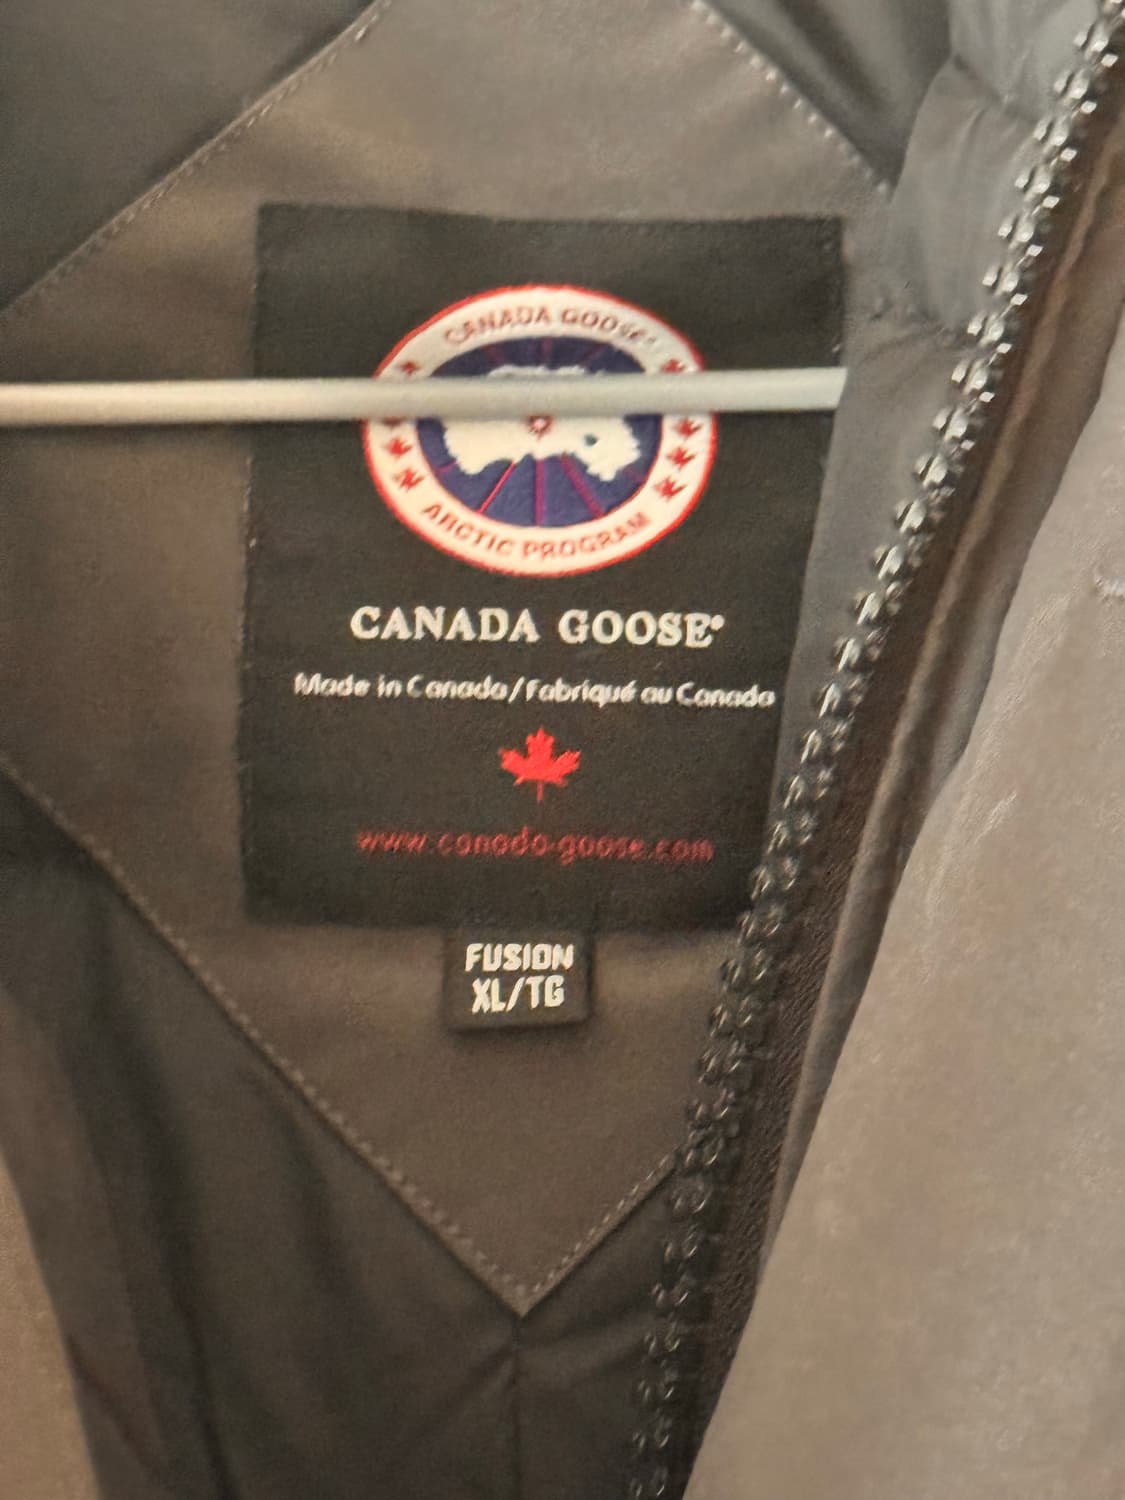 CANADA GOOSE®
ARCTIC PROGRAM
CANADA GOOSE®
Made in Canada/Fabriqué au Canada
www.canada-goose.com
FUSION
XL/TG